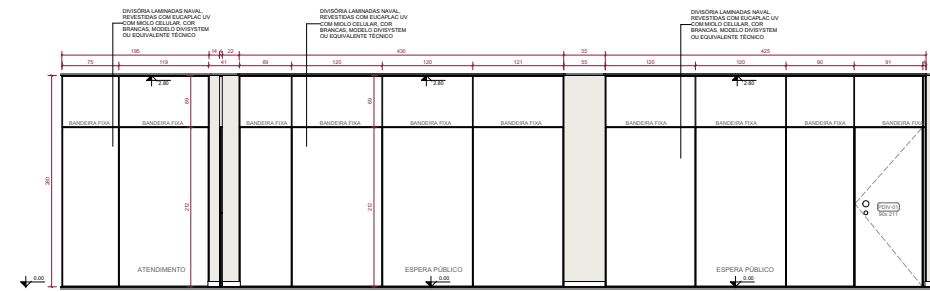 DIVISÓRIA LAMINADAS NAVAL,
REVESTIDAS COM EUCAPLAC UV
COM MIOLO CELULAR, COR
BRANCAS, MODELO DIVISYSTEM
OU EQUIVALENTE TÉCNICO
DIVISÓRIA LAMINADAS NAVAL,
REVESTIDAS COM EUCAPLAC UV
COM MIOLO CELULAR, COR
BRANCAS, MODELO DIVISYSTEM
OU EQUIVALENTE TÉCNICO
DIVISÓRIA LAMINADAS NAVAL,
REVESTIDAS COM EUCAPLAC UV
COM MIOLO CELULAR, COR
BRANCAS, MODELO DIVISYSTEM
OU EQUIVALENTE TÉCNICO
195 14 22 430 55 425
75 119 41 69 120 120 121 55 120 120 90 91
2.80 2.80 2.80
69 69
BANDEIRA FIXA BANDEIRA FIXA BANDEIRA FIXA BANDEIRA FIXA BANDEIRA FIXA BANDEIRA FIXA BANDEIRA FIXA BANDEIRA FIXA BANDEIRA FIXA BANDEIRA FIXA
212 212
PDIV-01
90x 211
ATENDIMENTO ESPERA PÚBLICO ESPERA PÚBLICO
0.00 0.00 0.00